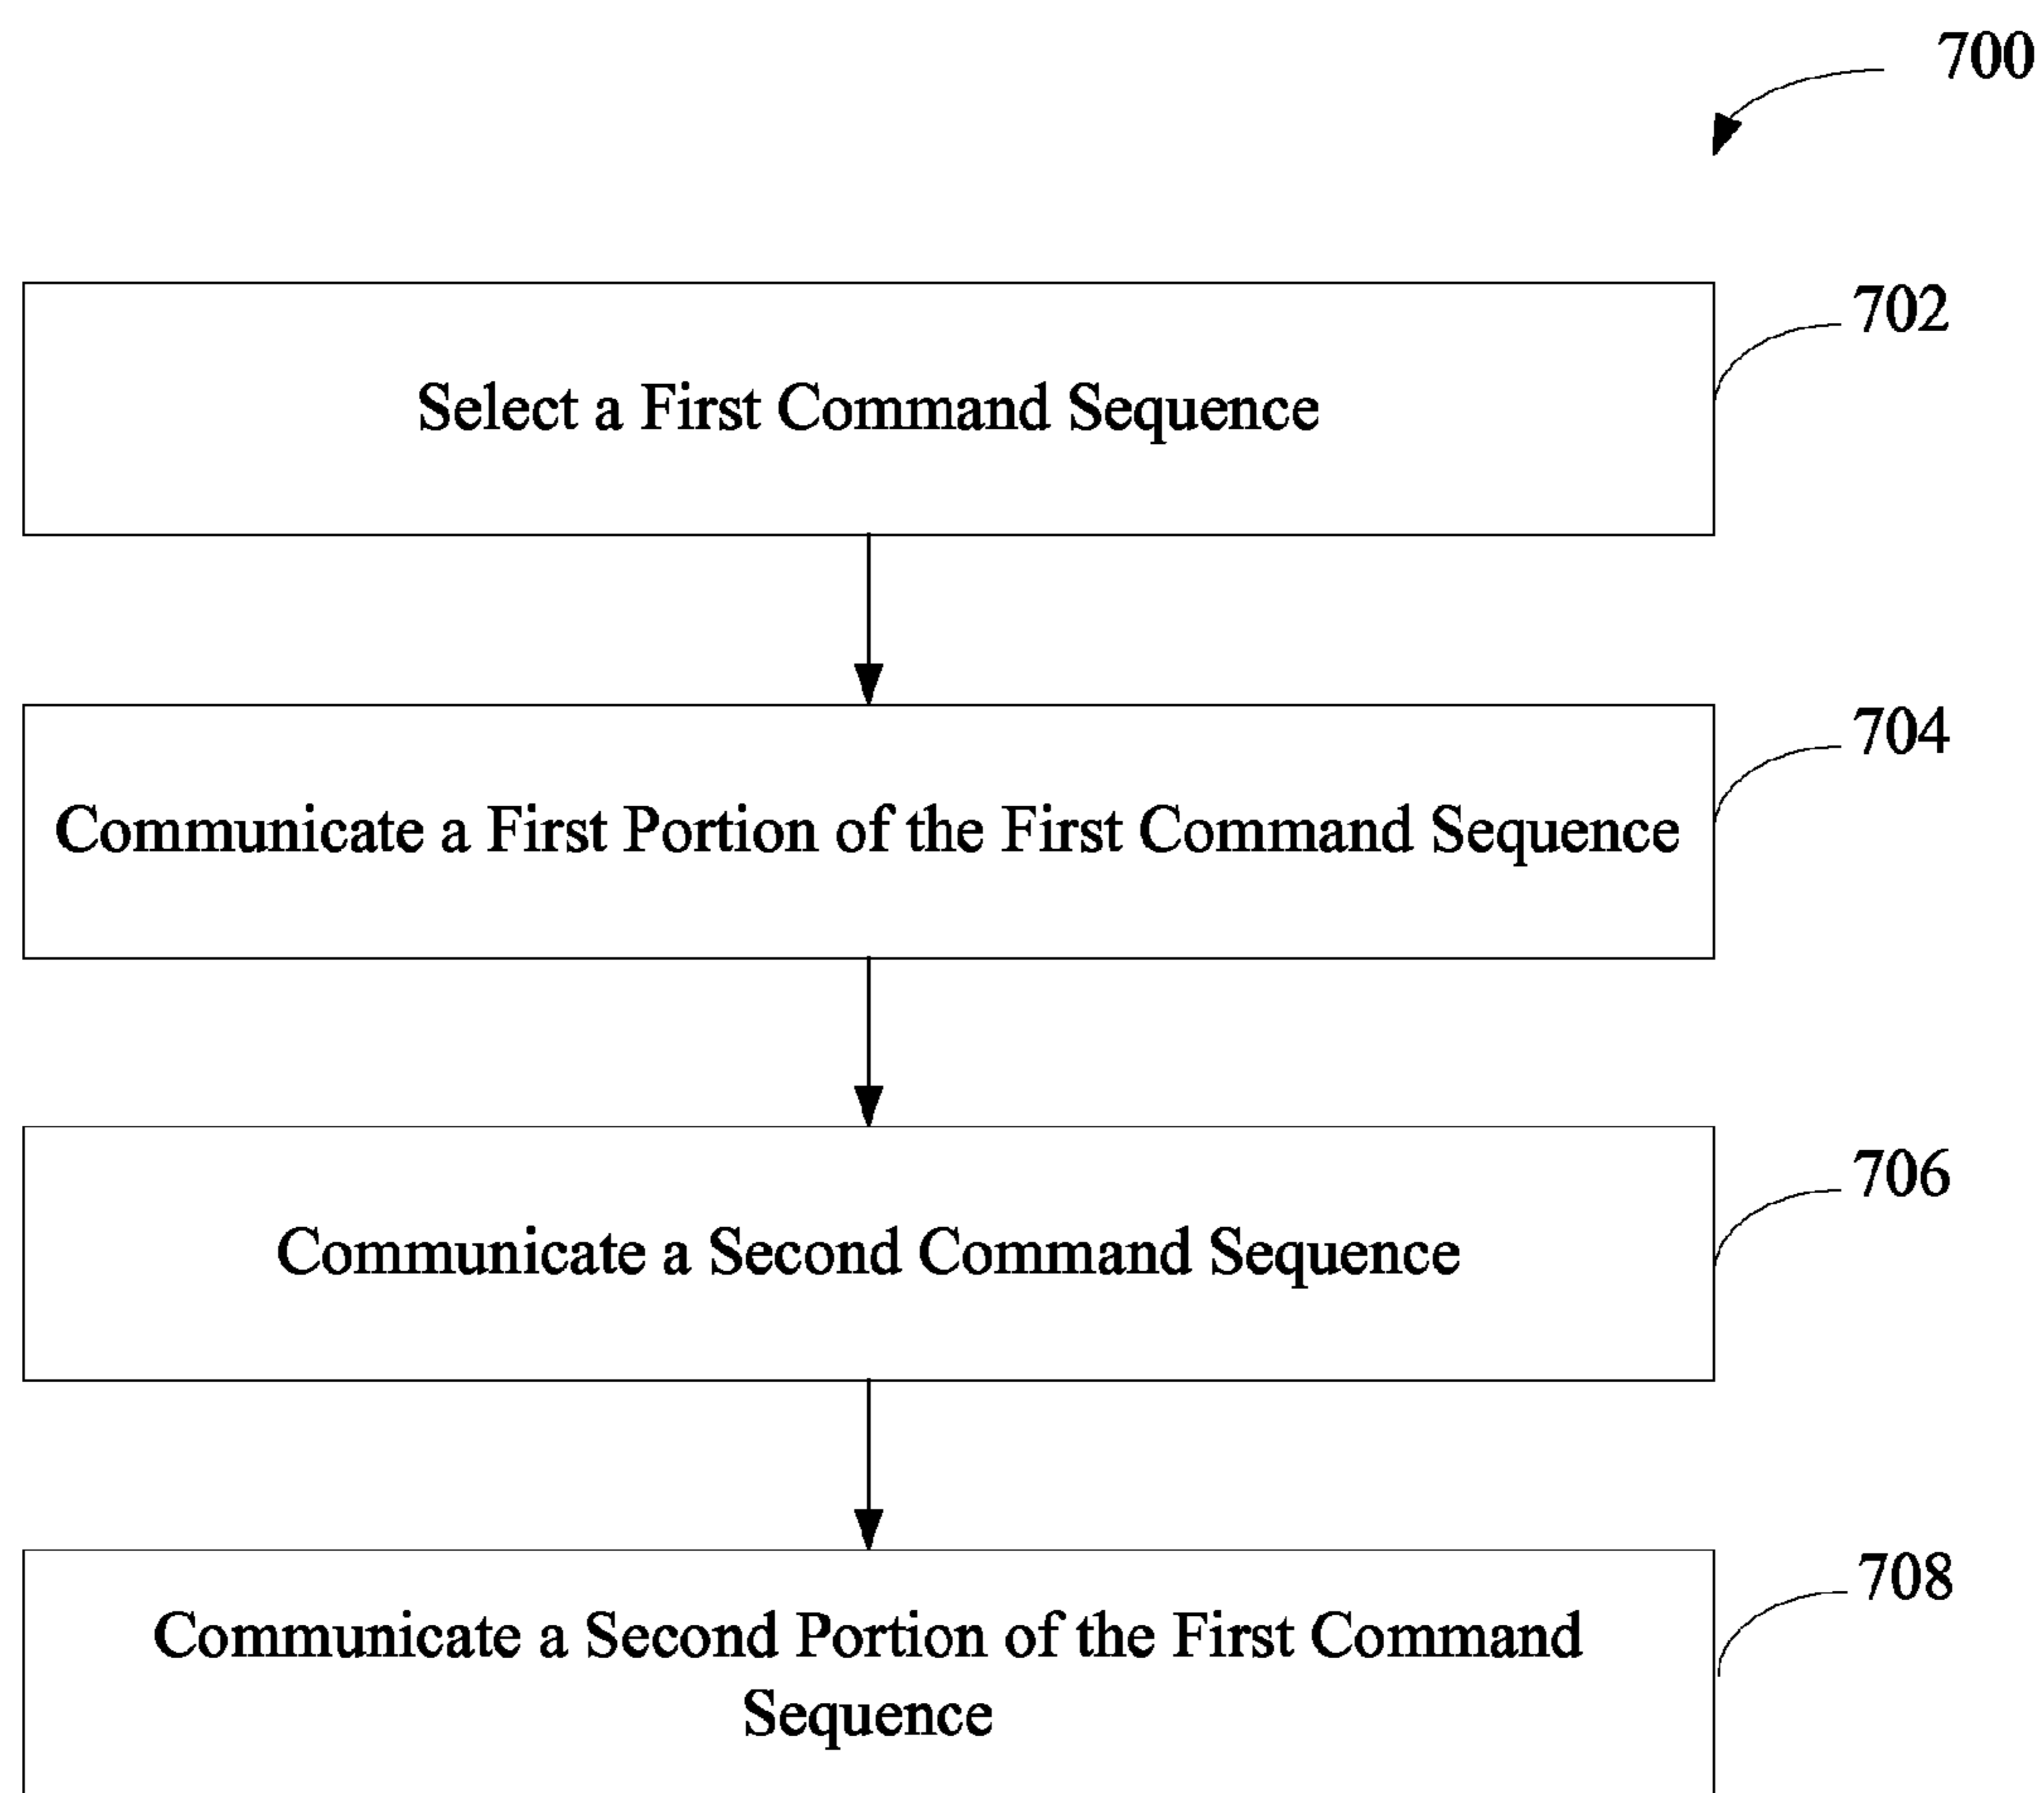 700
702
Select a First Command Sequence
704
Communicate a First Portion of the First Command Sequence
706
Communicate a Second Command Sequence
708
Communicate a Second Portion of the First Command
Sequence